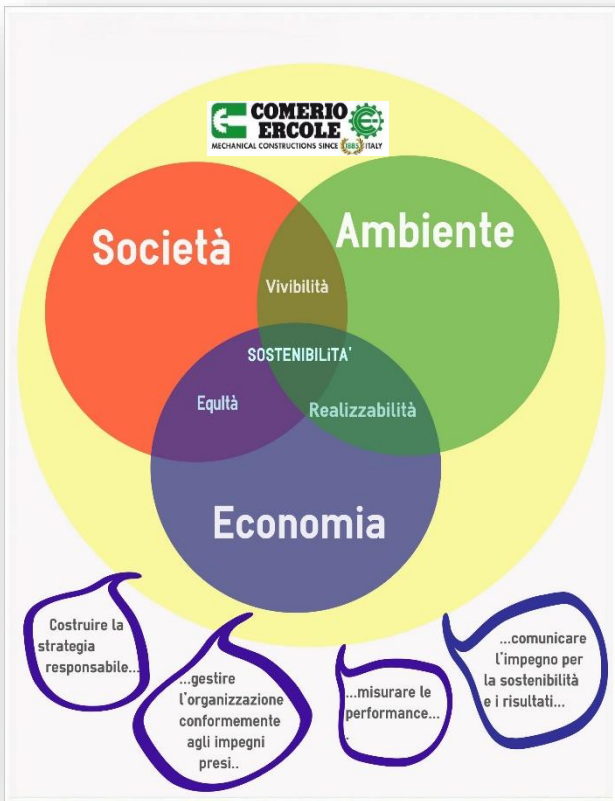 COMERIO
ERCOLE
MECHANICAL CONSTRUCTIONS SINCE 1885 ITALY
Società
Ambiente
Vivibilità
SOSTENIBILITA'
EquItà
Realizzabilità
Economia
Costruire la
strategia
responsabile...
...gestire
l'organizzazione
conformemente
agli impegni
presi..
...misurare le
performance...
.
...comunicare
l'impegno per
la sostenibilità
e i risultati...